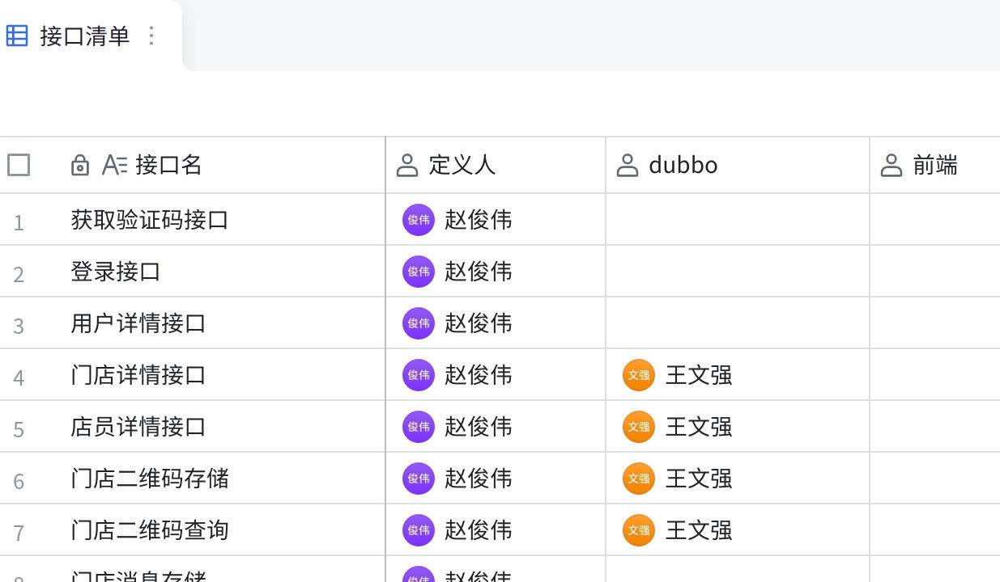 接口清单
接口名 定义人 dubbo 前端
1 获取验证码接口 俊伟 赵俊伟
2 登录接口 俊伟 赵俊伟
3 用户详情接口 俊伟 赵俊伟
4 门店详情接口 俊伟 赵俊伟 文强 王文强
5 店员详情接口 俊伟 赵俊伟 文强 王文强
6 门店二维码存储 俊伟 赵俊伟 文强 王文强
7 门店二维码查询 俊伟 赵俊伟 文强 王文强
8 门店消息存储 俊伟 赵俊伟